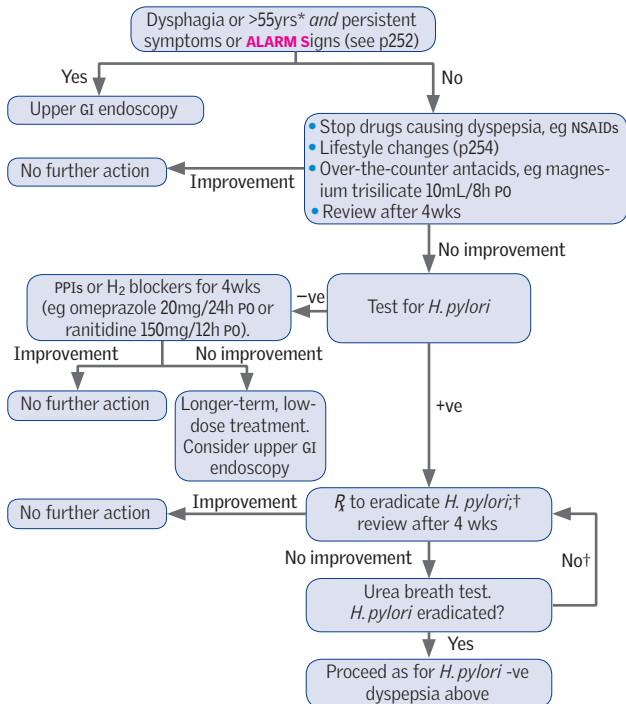 Dysphagia or >55yrs* and persistent
symptoms or ALARM Signs (see p252)
Yes
No
Upper GI endoscopy
• Stop drugs causing dyspepsia, eg NSAIDs
• Lifestyle changes (p254)
• Over-the-counter antacids, eg magnes-
ium trisilicate 10mL/8h PO
• Review after 4wks
No further action
Improvement
No improvement
PPIs or H₂ blockers for 4wks
(eg omeprazole 20mg/24h PO or
ranitidine 150mg/12h PO).
–ve
Test for H. pylori
Improvement
No improvement
No further action
Longer-term, low-
dose treatment.
Consider upper GI
endoscopy
+ve
No further action
Improvement
℞ to eradicate H. pylori;†
review after 4 wks
No improvement
No†
Urea breath test.
H. pylori eradicated?
Yes
Proceed as for H. pylori -ve
dyspepsia above